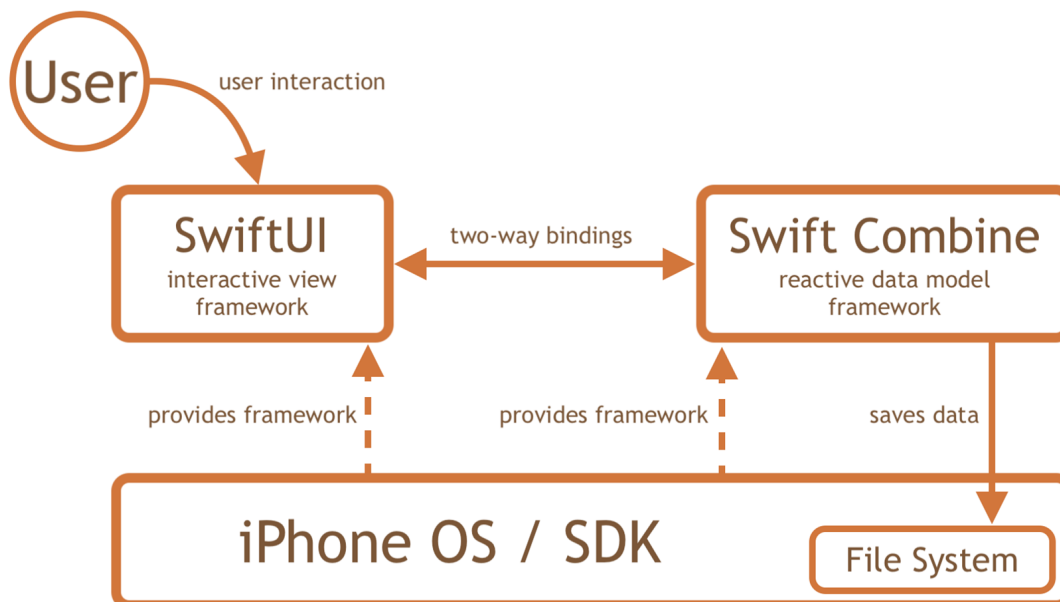 User
user interaction
SwiftUI
interactive view
framework
two-way bindings
Swift Combine
reactive data model
framework
provides framework
provides framework
saves data
iPhone OS / SDK
File System